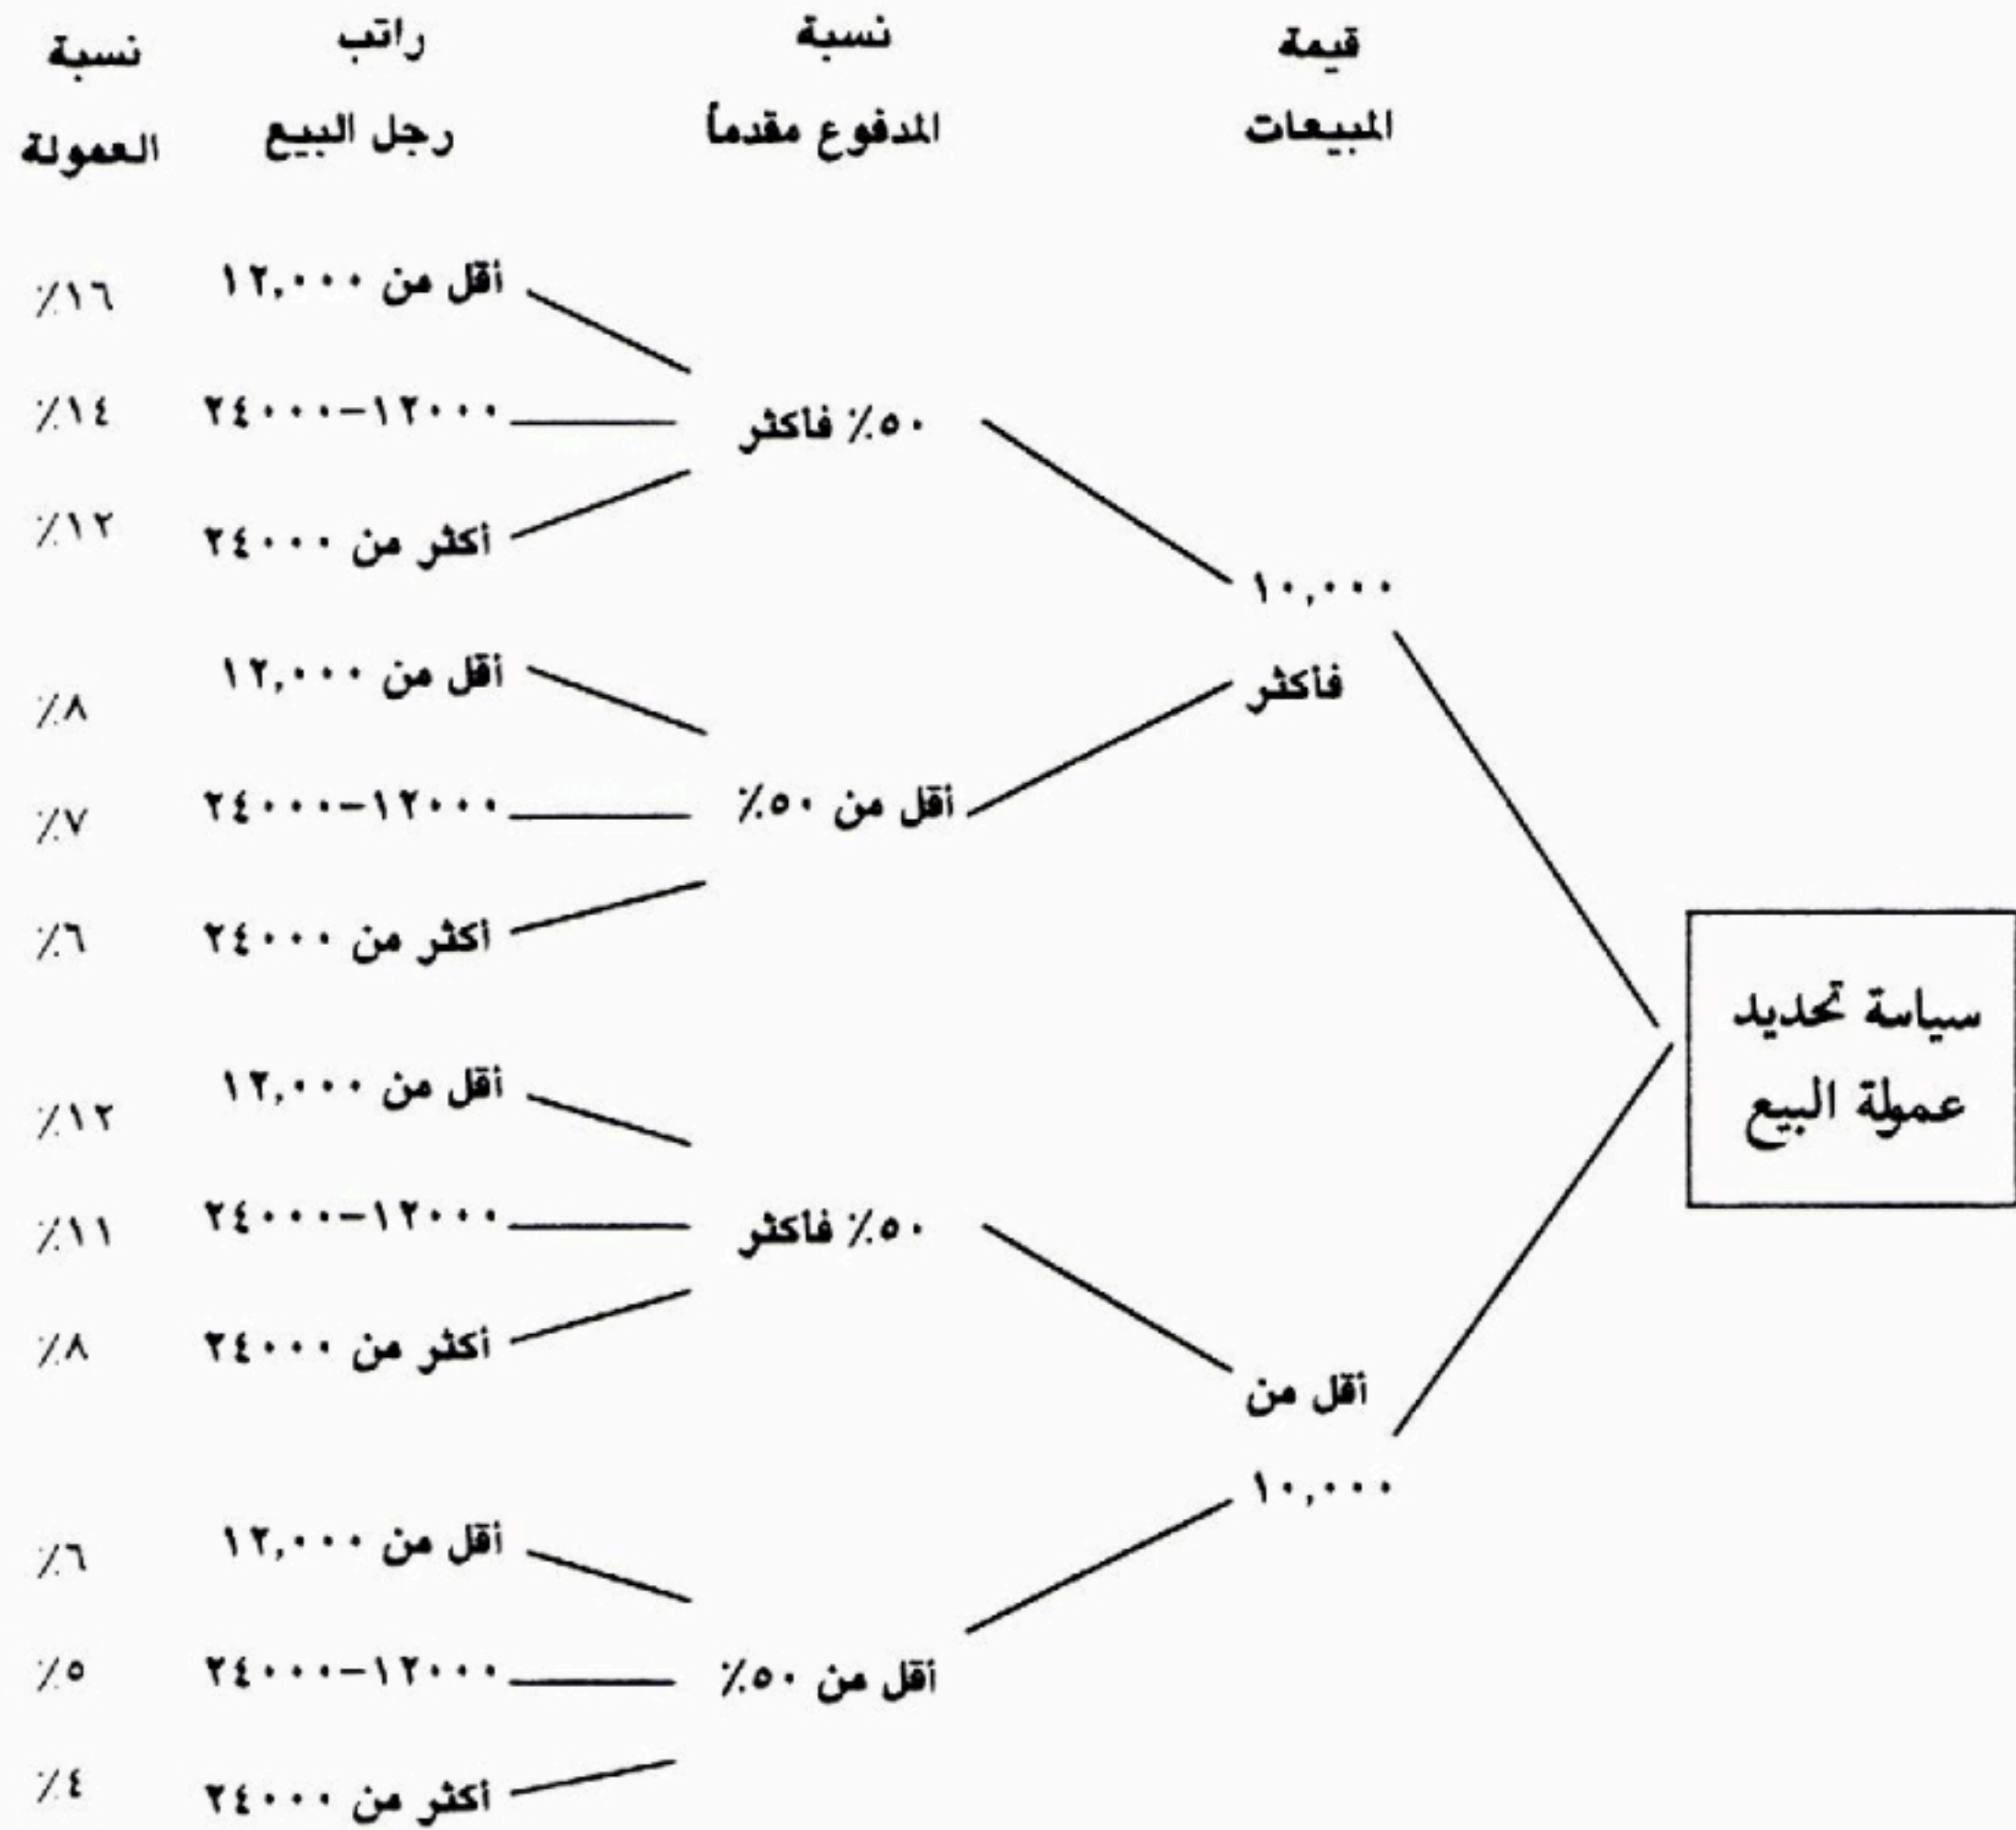 قيمة
المبيعات
نسبة
المدفوع مقدماً
راتب
رجل البيع
نسبة
العمولة
سياسة تحديد
عمولة البيع
١٠,٠٠٠
فأكثر
٥٠٪ فأكثر
أقل من ١٢,٠٠٠
٪١٦
١٢٠٠٠–٢٤٠٠٠
٪١٤
أكثر من ٢٤٠٠٠
٪١٢
أقل من ٥٠٪
أقل من ١٢,٠٠٠
٪٨
١٢٠٠٠–٢٤٠٠٠
٪٧
أكثر من ٢٤٠٠٠
٪٦
أقل من
١٠,٠٠٠
٥٠٪ فأكثر
أقل من ١٢,٠٠٠
٪١٢
١٢٠٠٠–٢٤٠٠٠
٪١١
أكثر من ٢٤٠٠٠
٪٨
أقل من ٥٠٪
أقل من ١٢,٠٠٠
٪٦
١٢٠٠٠–٢٤٠٠٠
٪٥
أكثر من ٢٤٠٠٠
٪٤